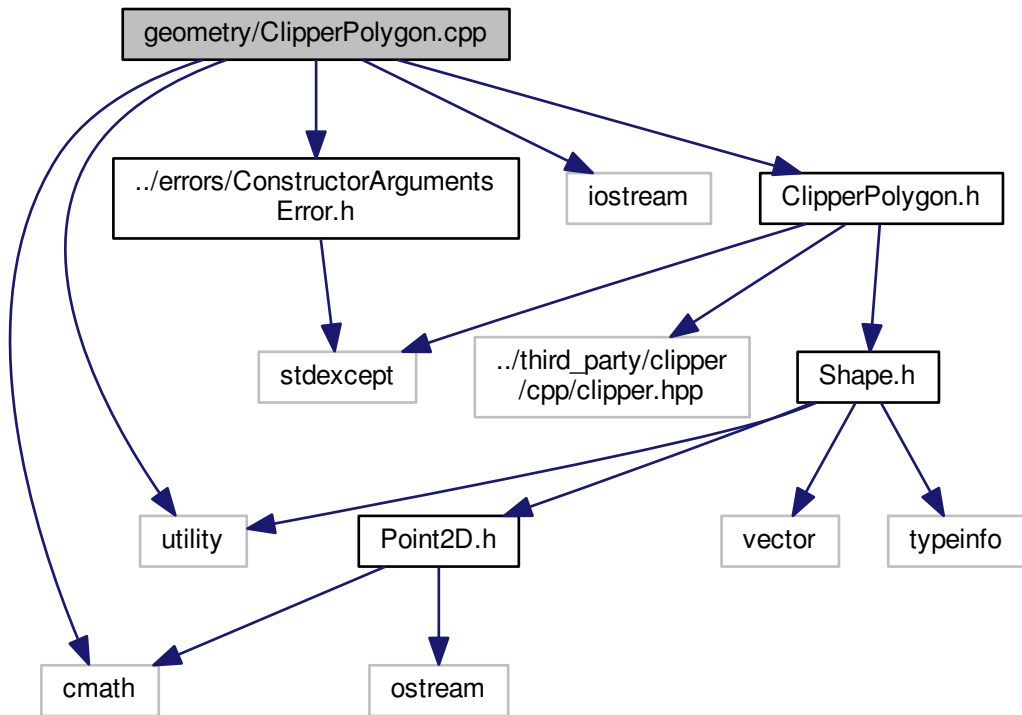 geometry/ClipperPolygon.cpp
../errors/ConstructorArguments
Error.h
iostream
ClipperPolygon.h
stdexcept
../third_party/clipper
/cpp/clipper.hpp
Shape.h
utility
Point2D.h
vector
typeinfo
cmath
ostream